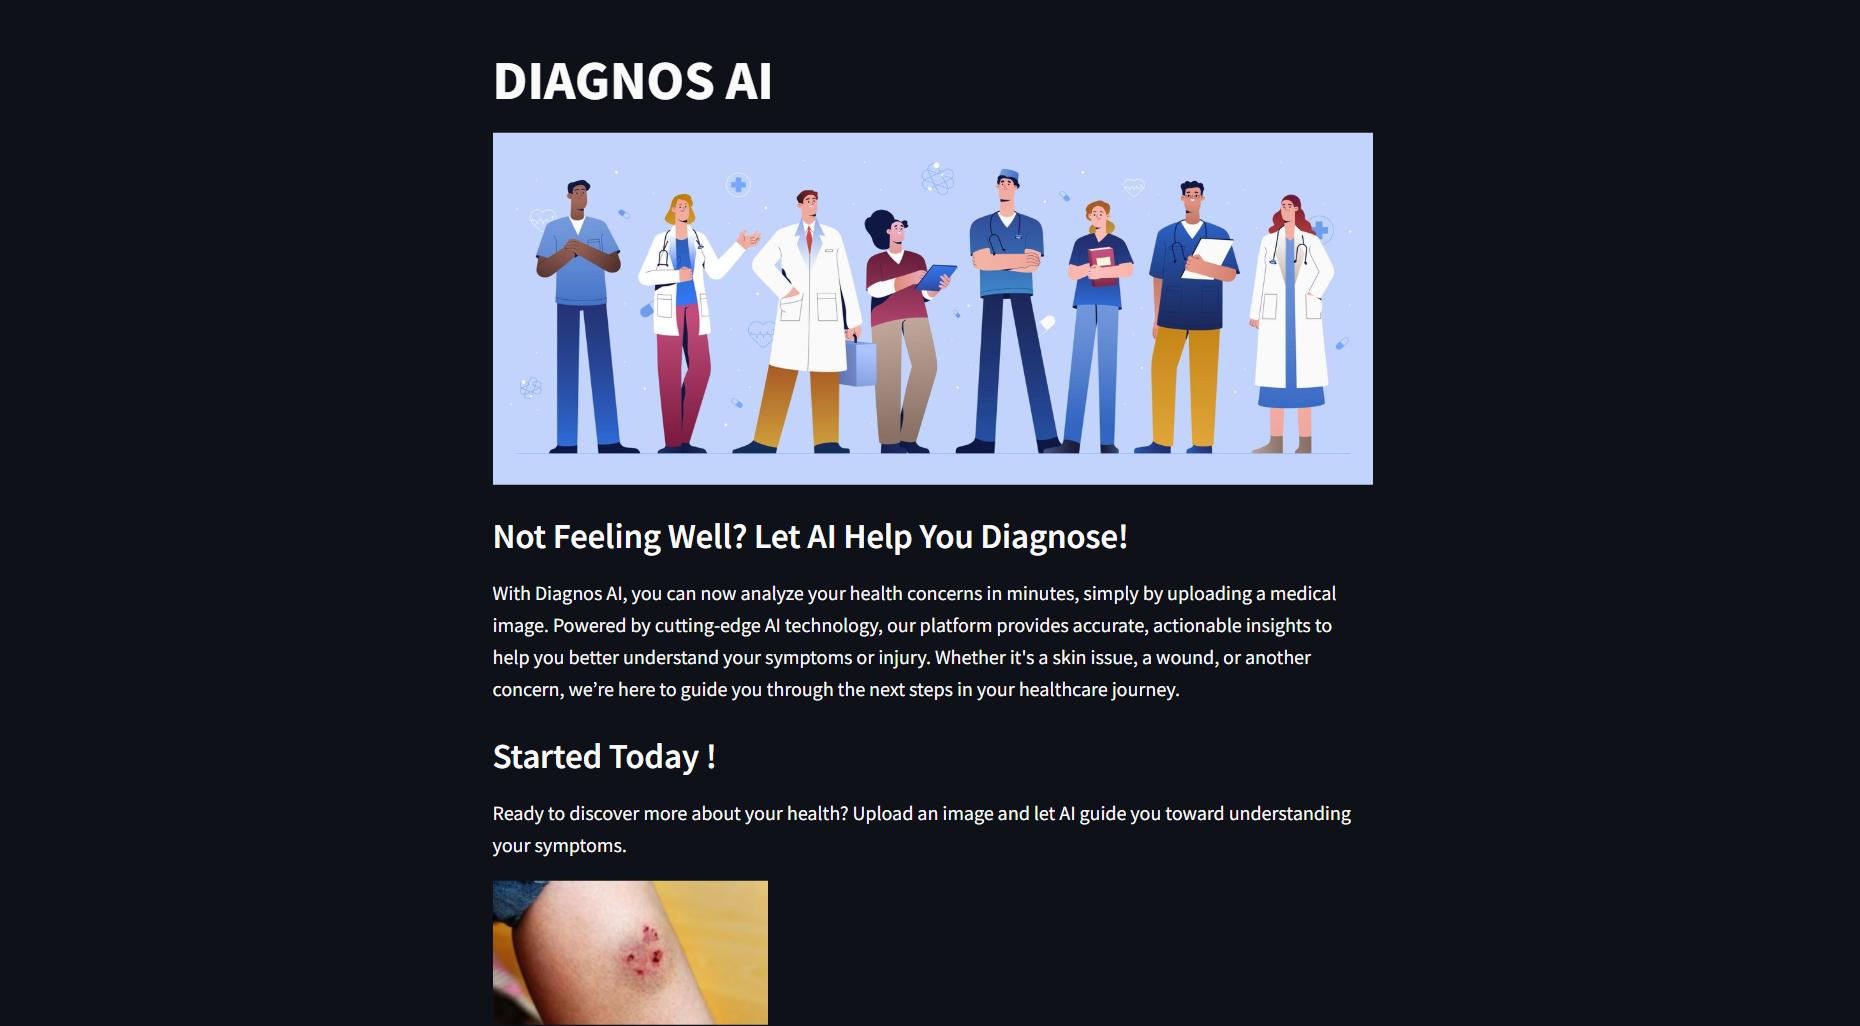 DIAGNOS AI
Not Feeling Well? Let AI Help You Diagnose!
With Diagnos AI, you can now analyze your health concerns in minutes, simply by uploading a medical
image. Powered by cutting-edge AI technology, our platform provides accurate, actionable insights to
help you better understand your symptoms or injury. Whether it's a skin issue, a wound, or another
concern, we’re here to guide you through the next steps in your healthcare journey.
Started Today !
Ready to discover more about your health? Upload an image and let AI guide you toward understanding
your symptoms.